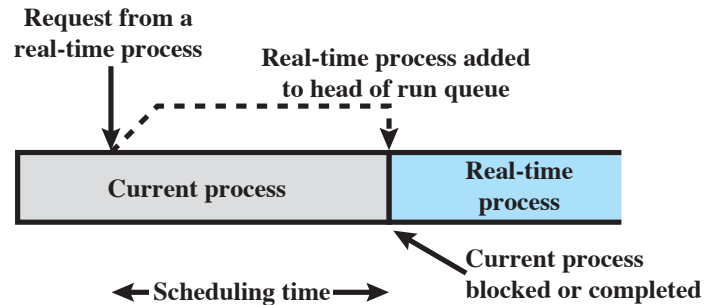 Request from a
real-time process
Real-time process added
to head of run queue
Current process
Real-time
process
Current process
blocked or completed
Scheduling time